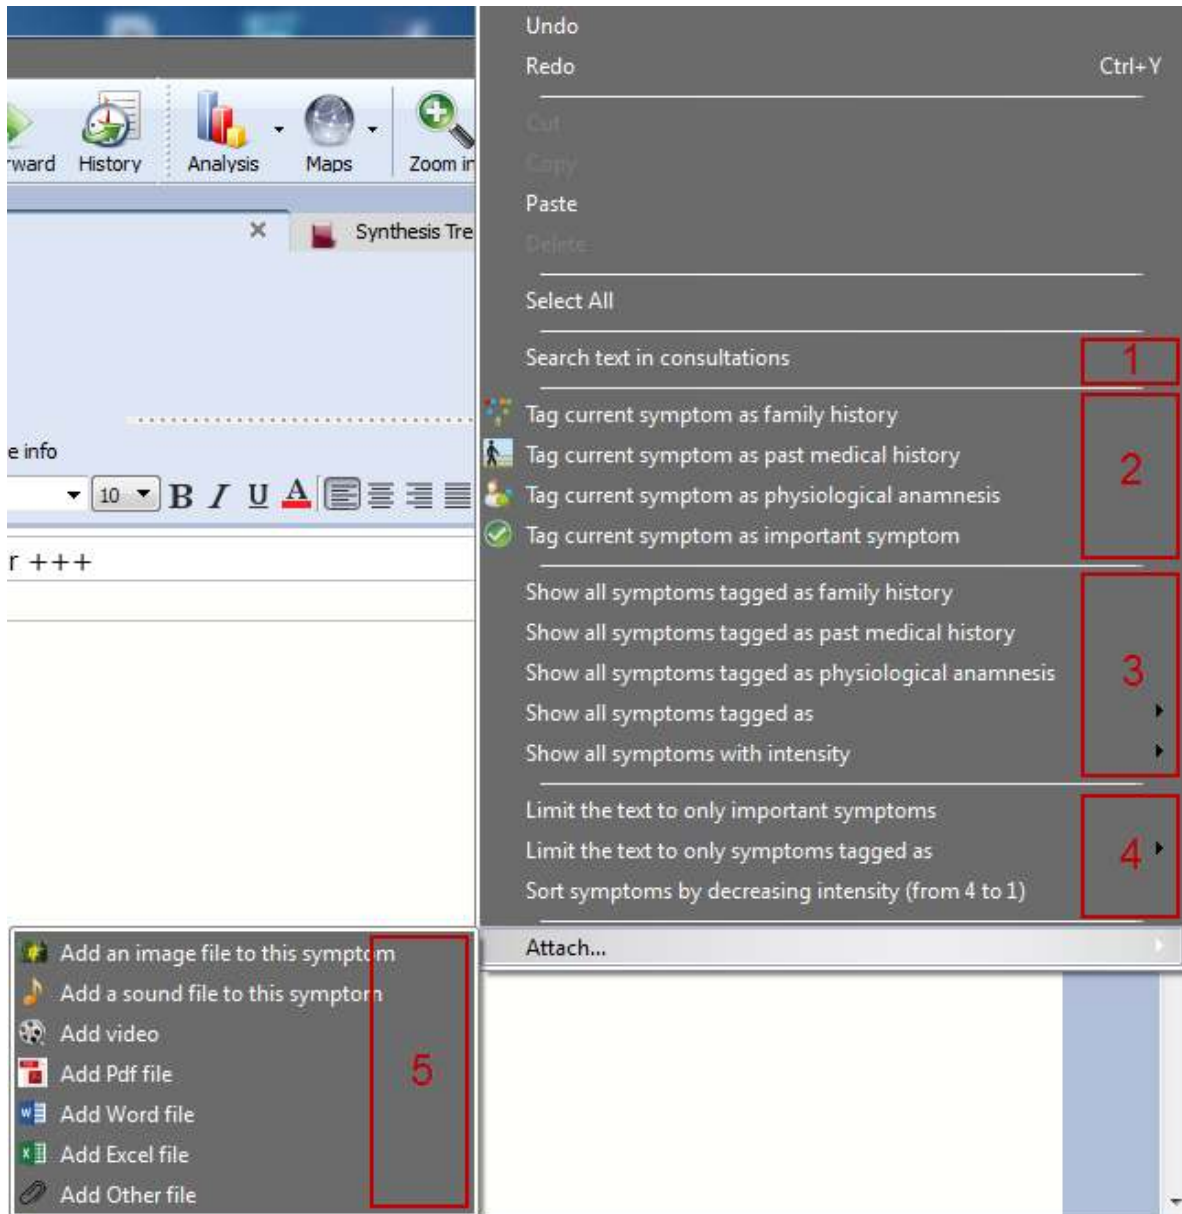 Undo
Redo Ctrl+Y
Cut
Copy
Paste
Delete
Select All
Search text in consultations 1
Tag current symptom as family history
Tag current symptom as past medical history 2
Tag current symptom as physiological anamnesis
Tag current symptom as important symptom
Show all symptoms tagged as family history
Show all symptoms tagged as past medical history
Show all symptoms tagged as physiological anamnesis 3
Show all symptoms tagged as
Show all symptoms with intensity
Limit the text to only important symptoms
Limit the text to only symptoms tagged as 4
Sort symptoms by decreasing intensity (from 4 to 1)
Attach...
ward History Analysis Maps Zoom in
Synthesis Tre
e info
10 B I U A
r +++
Add an image file to this symptom
Add a sound file to this symptom
Add video
Add Pdf file 5
Add Word file
Add Excel file
Add Other file